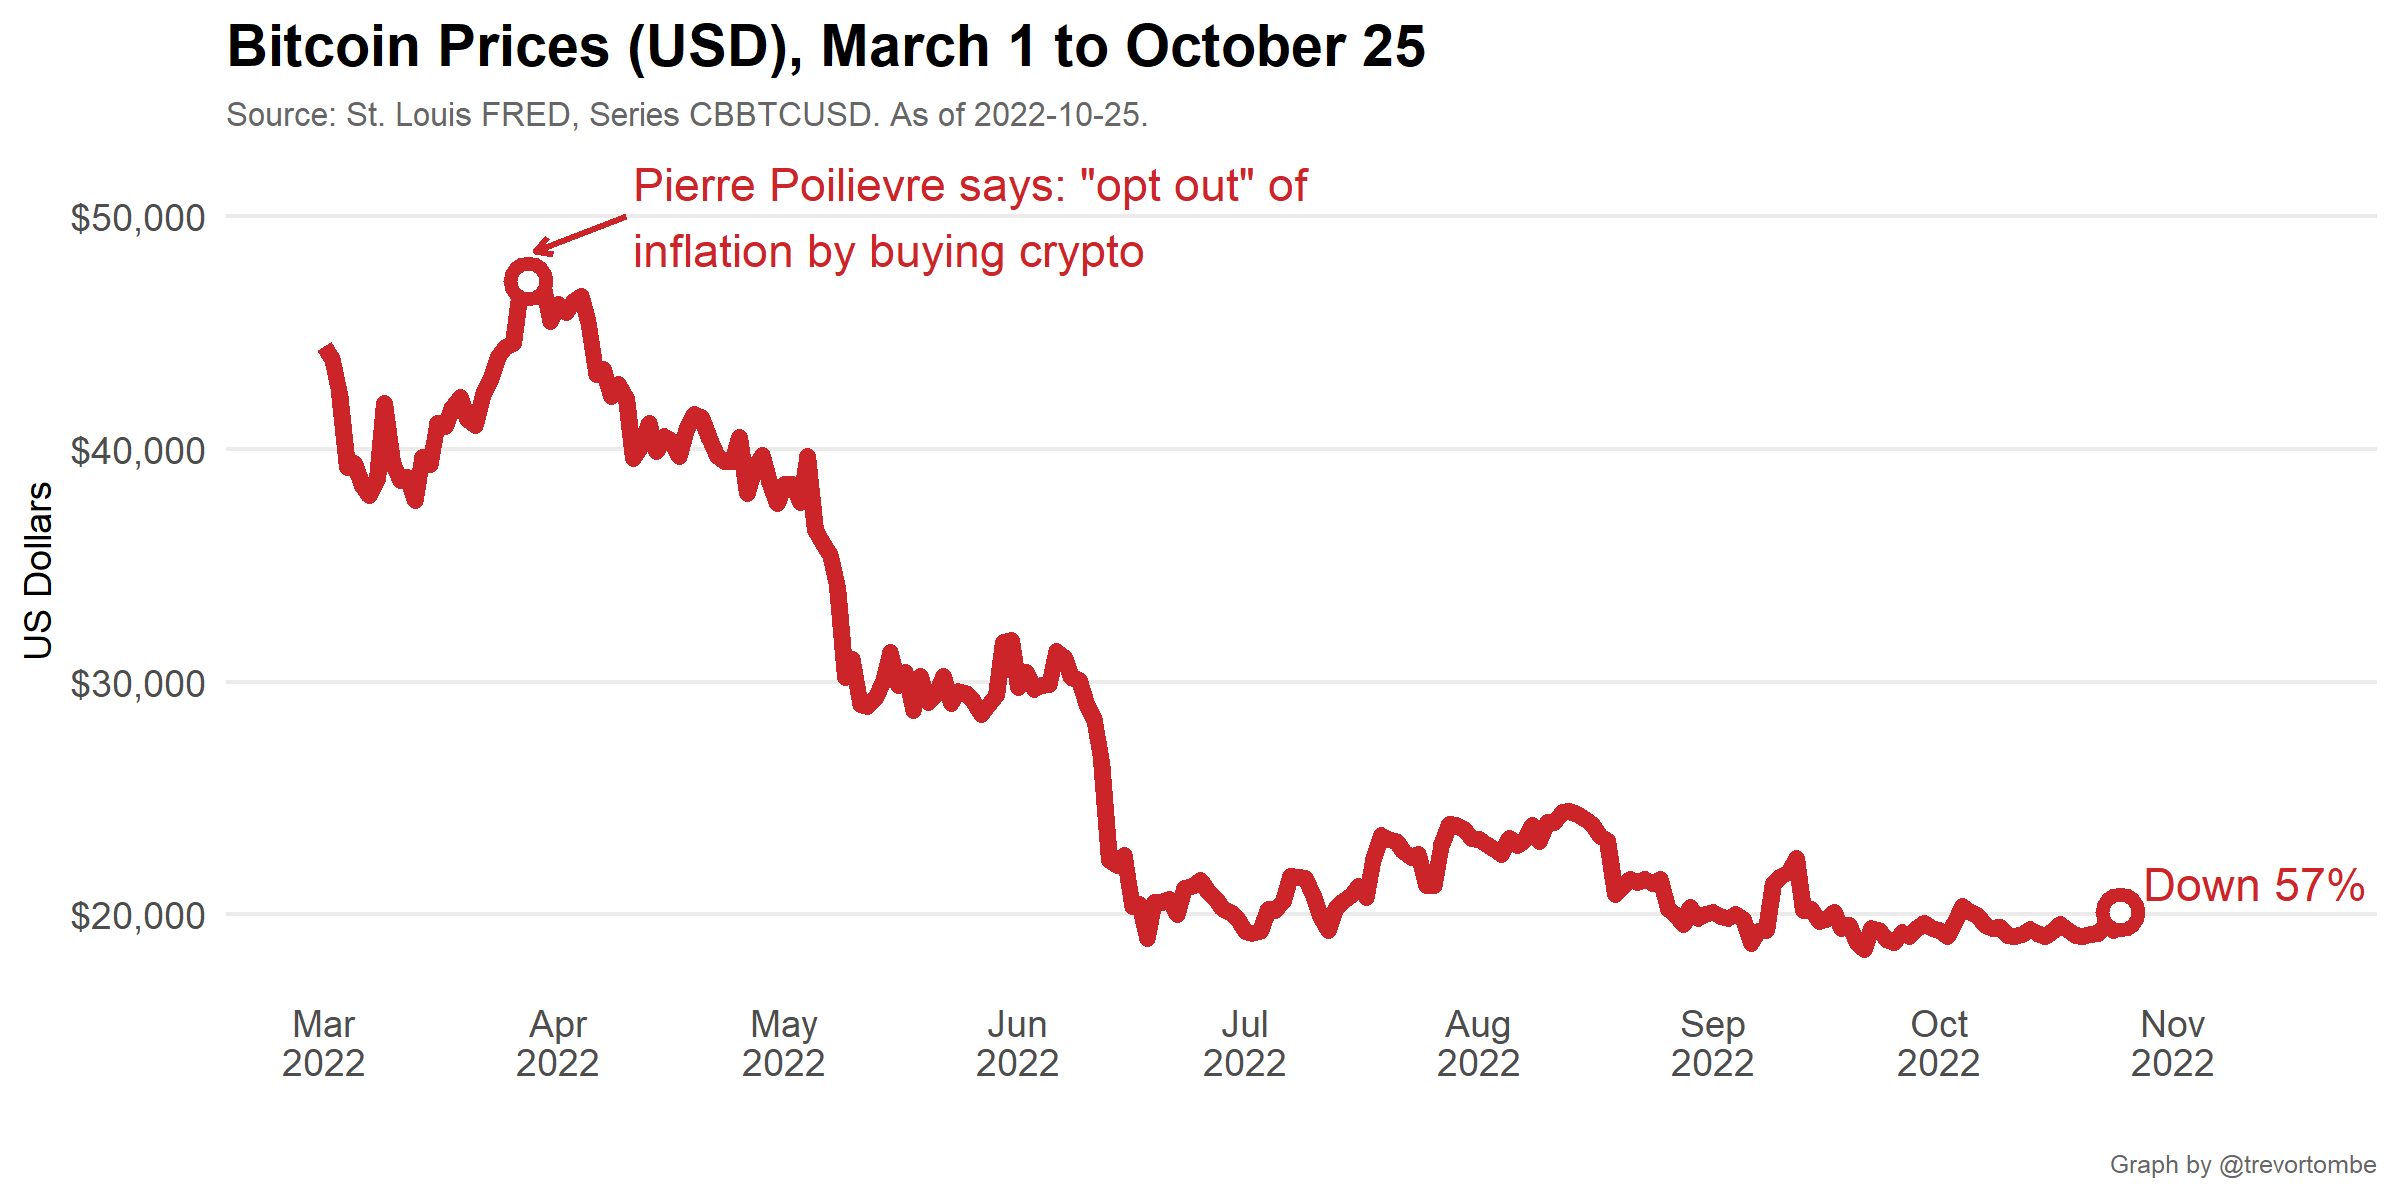 Bitcoin Prices (USD), March 1 to October 25
Source: St. Louis FRED, Series CBBTCUSD. As of 2022-10-25.
Pierre Poilievre says: "opt out" of
inflation by buying crypto
$50,000
$40,000
$30,000
$20,000
US Dollars
Down 57%
Mar Apr May Jun Jul Aug Sep Oct Nov
2022 2022 2022 2022 2022 2022 2022 2022 2022
Graph by @trevortombe